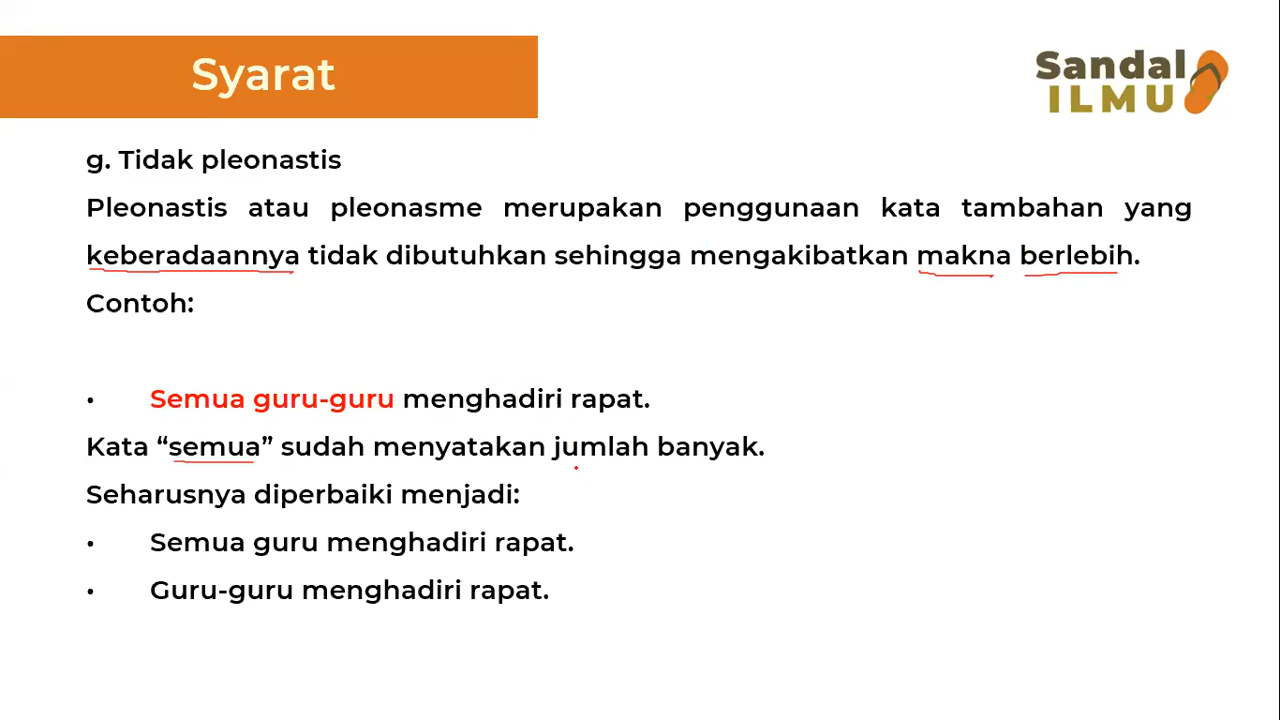 Syarat
Sandal
ILMU
g. Tidak pleonastis
Pleonastis atau pleonasme merupakan penggunaan kata tambahan yang
keberadaannya tidak dibutuhkan sehingga mengakibatkan makna berlebih.
Contoh:
• Semua guru-guru menghadiri rapat.
Kata “semua” sudah menyatakan jumlah banyak.
Seharusnya diperbaiki menjadi:
• Semua guru menghadiri rapat.
• Guru-guru menghadiri rapat.